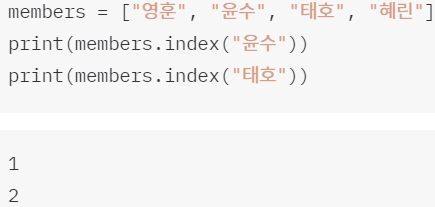 members = ["영훈", "윤수", "태호", "혜린"]
print(members.index("윤수"))
print(members.index("태호"))
1
2